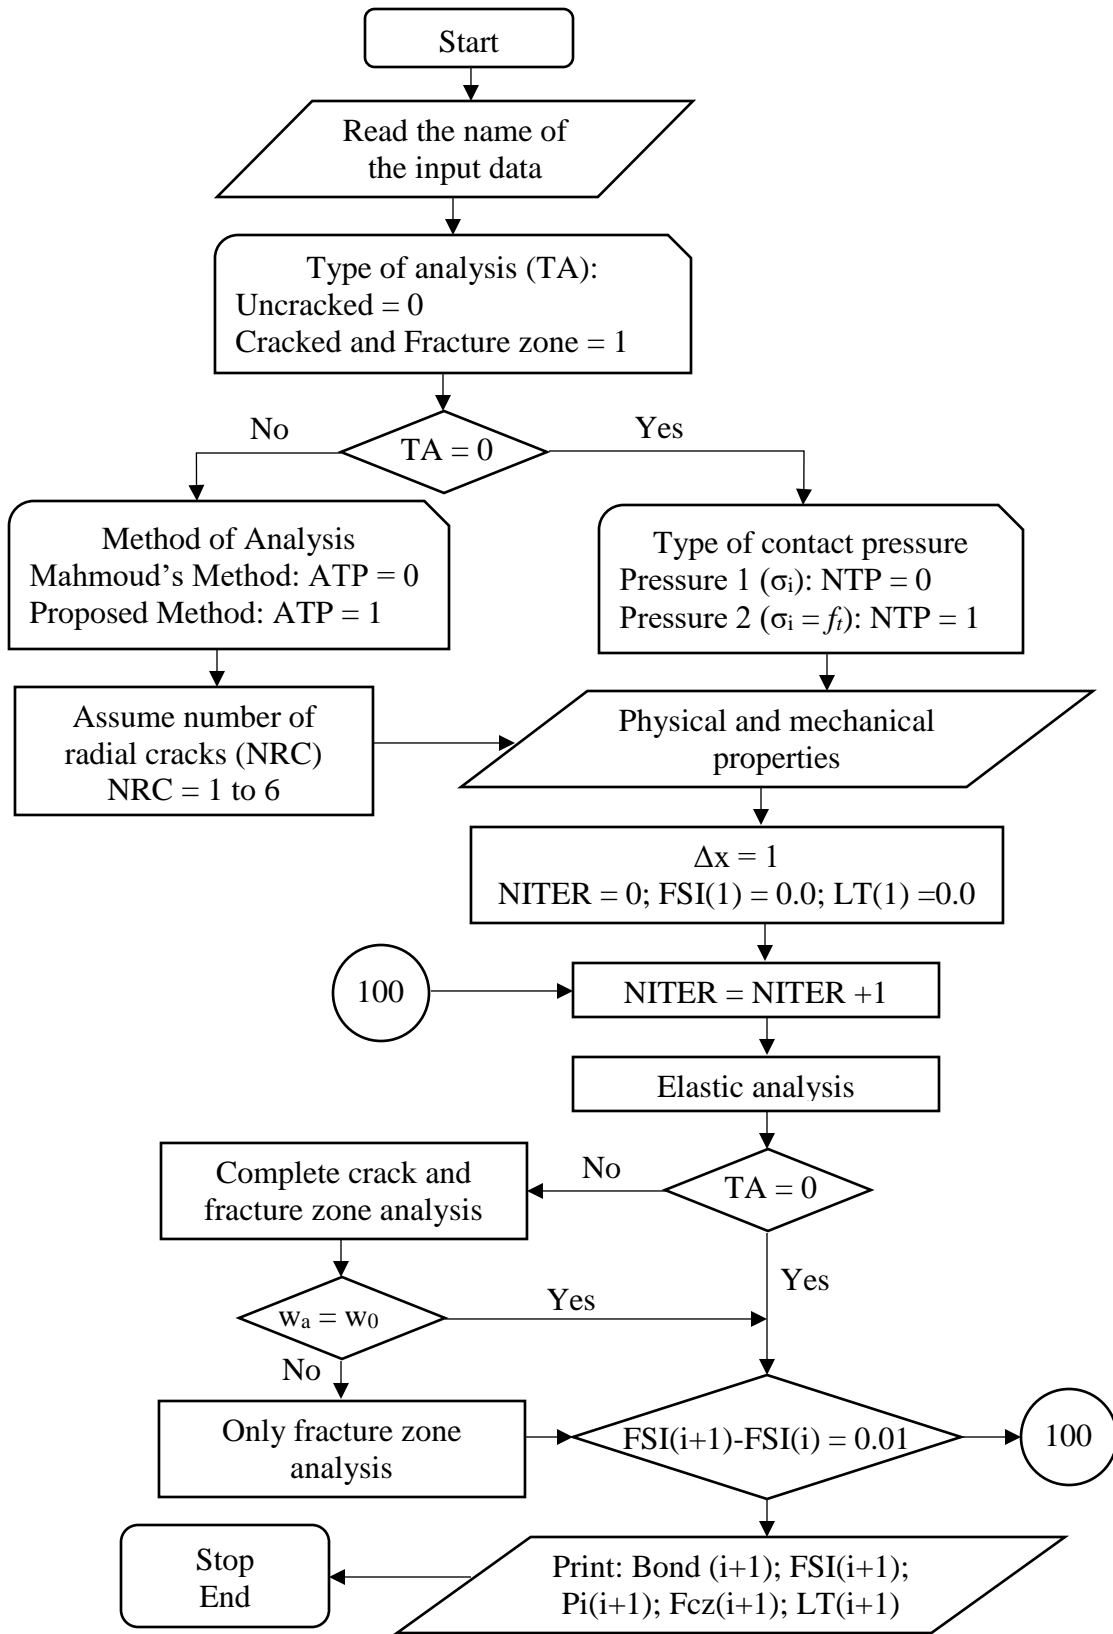 Start
Read the name of
the input data
Type of analysis (TA):
Uncracked = 0
Cracked and Fracture zone = 1
No
TA = 0
Yes
Method of Analysis
Mahmoud's Method: ATP = 0
Proposed Method: ATP = 1
Type of contact pressure
Pressure 1 (σi): NTP = 0
Pressure 2 (σi = ft): NTP = 1
Assume number of
radial cracks (NRC)
NRC = 1 to 6
Physical and mechanical
properties
Δx = 1
NITER = 0; FSI(1) = 0.0; LT(1) =0.0
100
NITER = NITER +1
Elastic analysis
Complete crack and
fracture zone analysis
No
TA = 0
Yes
wa = w0
Yes
No
Only fracture zone
analysis
FSI(i+1)-FSI(i) = 0.01
100
Stop
End
Print: Bond (i+1); FSI(i+1);
Pi(i+1); Fcz(i+1); LT(i+1)